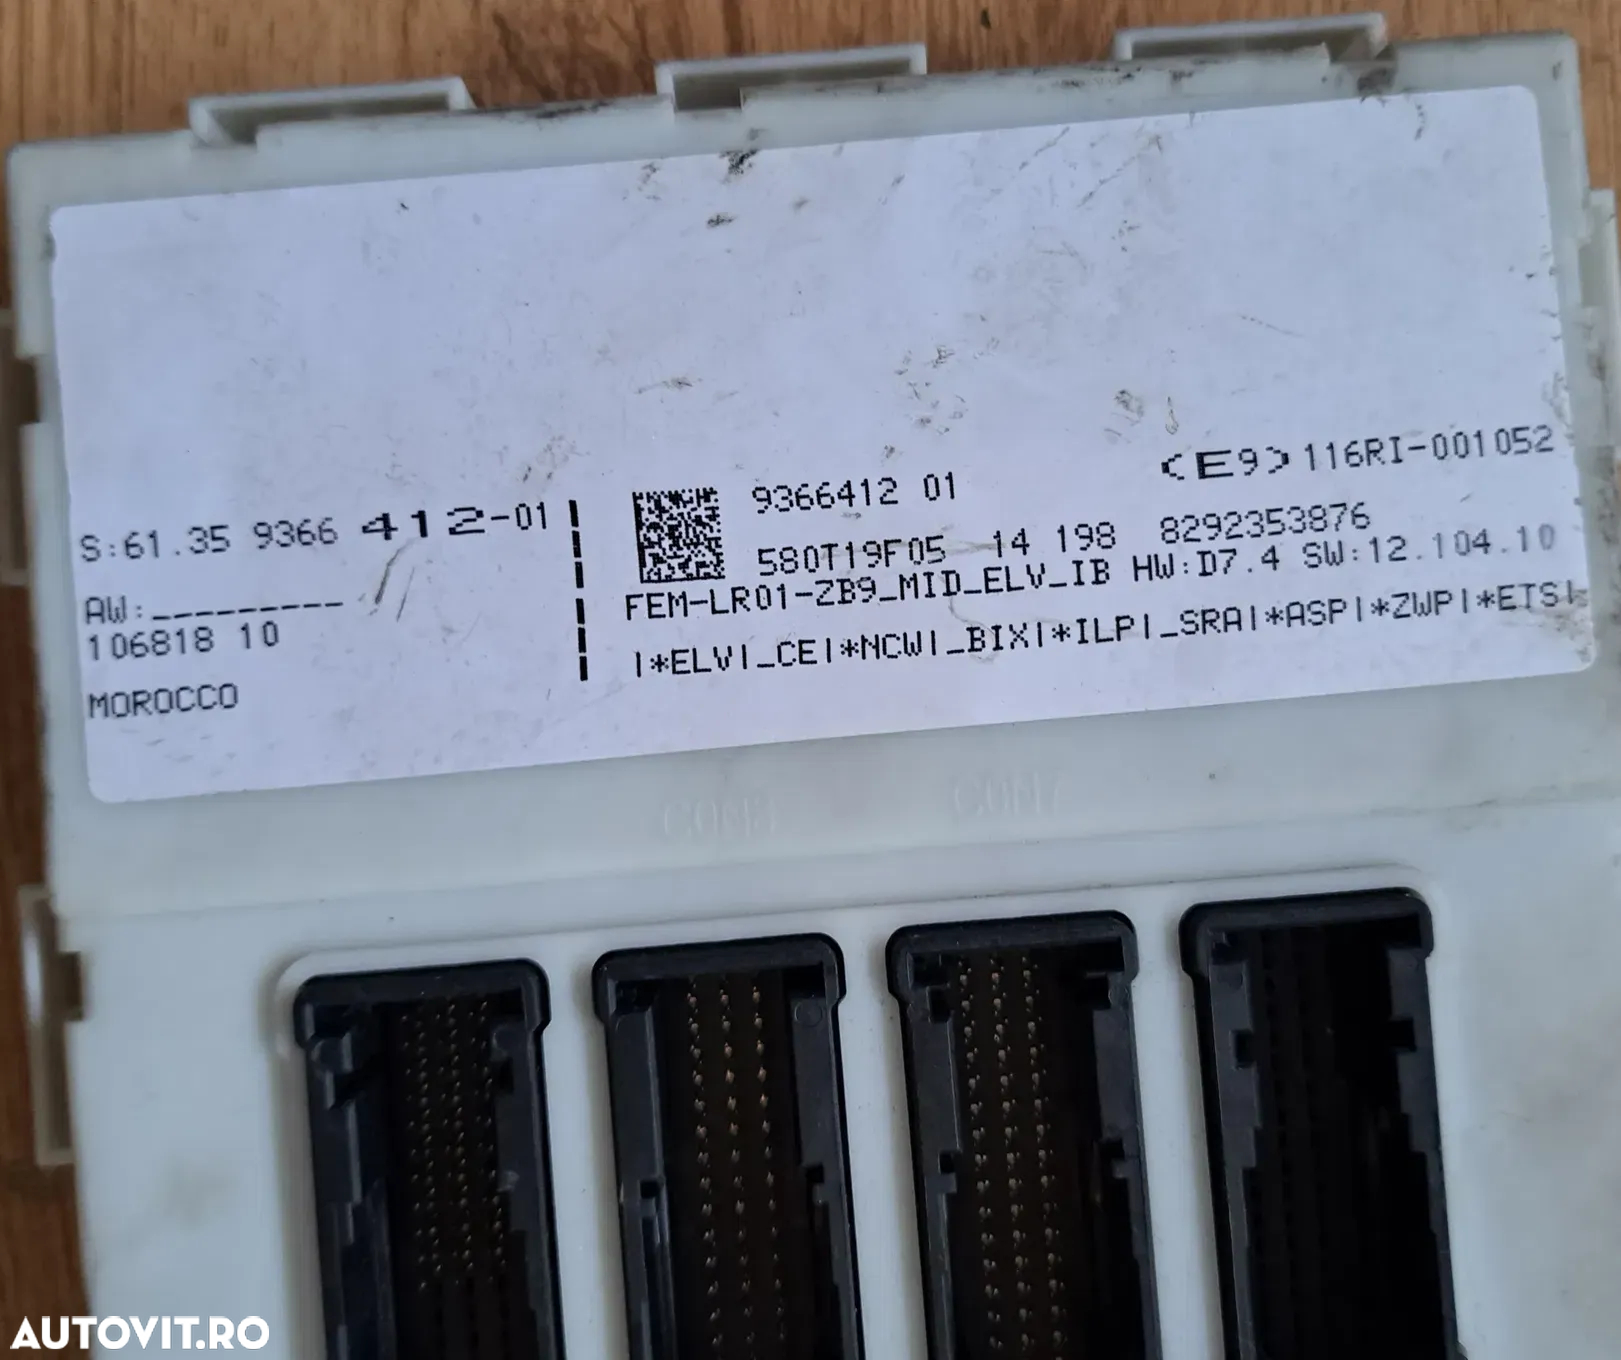 S:61.35 9366 412-01
AW:_________
106818 10
MOROCCO
9366412 01
<E9> 116RI-001052
580T19F05 14 198 8292353876
FEM-LR01-ZB9_MID_ELV_IB HW:D7.4 SW:12.104.10
|*ELV|_CE|*NCW|_BIX|*ILP|_SRA|*ASP|*ZWP|*ETS|
AUTOVIT.RO